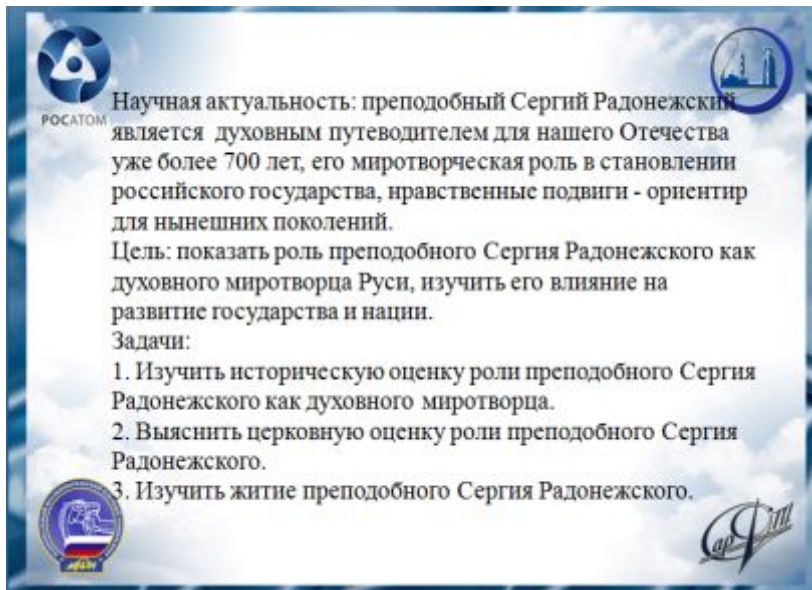 РОСАТОМ
Научная актуальность: преподобный Сергий Радонежский
является духовным путеводителем для нашего Отечества
уже более 700 лет, его миротворческая роль в становлении
российского государства, нравственные подвиги - ориентир
для нынешних поколений.
Цель: показать роль преподобного Сергия Радонежского как
духовного миротворца Руси, изучить его влияние на
развитие государства и нации.
Задачи:
1. Изучить историческую оценку роли преподобного Сергия
Радонежского как духовного миротворца.
2. Выяснить церковную оценку роли преподобного Сергия
Радонежского.
3. Изучить житие преподобного Сергия Радонежского.
СарФТИ